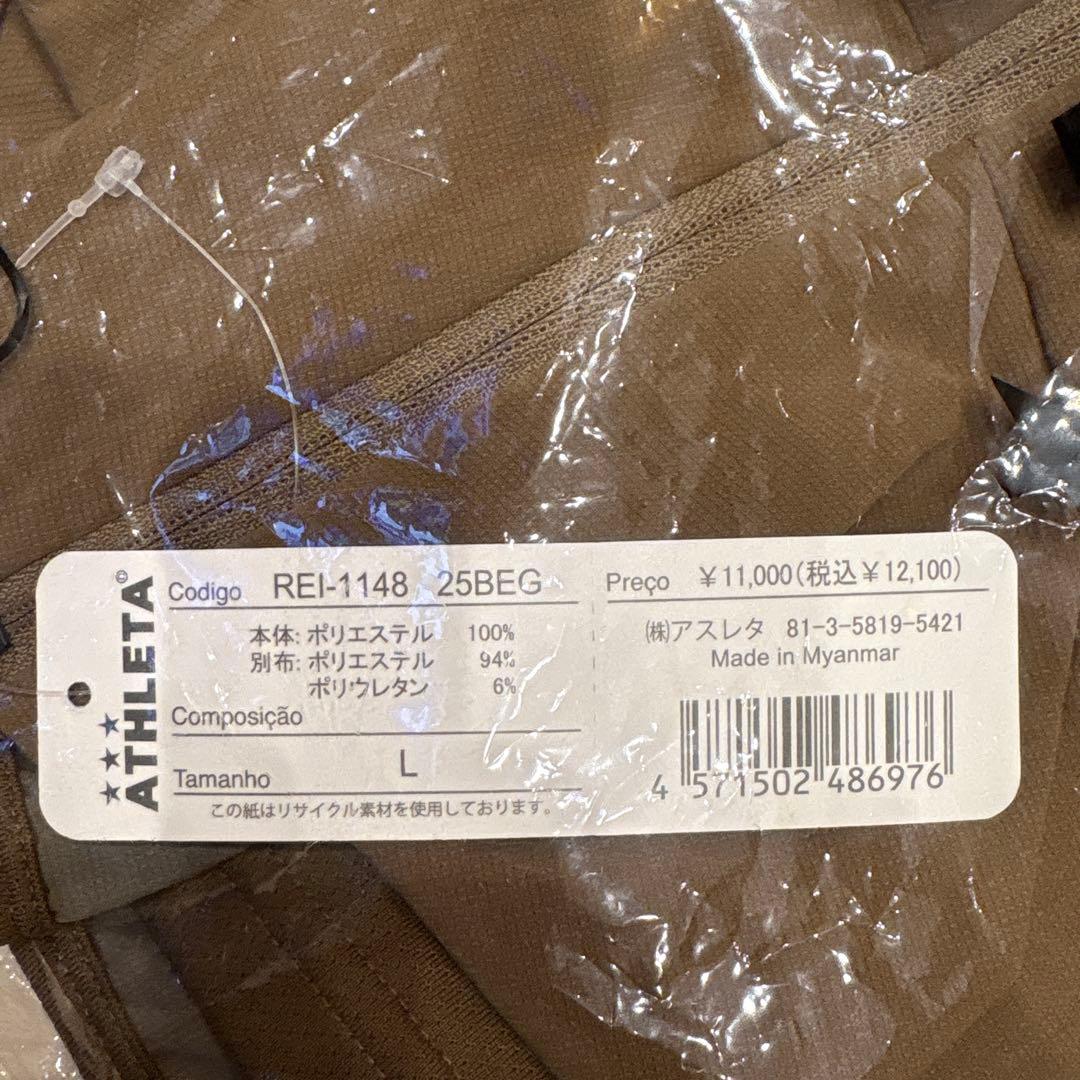 ATHLETA©
Codigo REI-1148 25BEG
本体: ポリエステル 100%
別布: ポリエステル 94%
ポリウレタン 6%
Composição
Tamanho L
この紙はリサイクル素材を使用しております。
Preço ￥11,000(税込￥12,100)
㈱アスレタ 81-3-5819-5421
Made in Myanmar
4 571502 486976